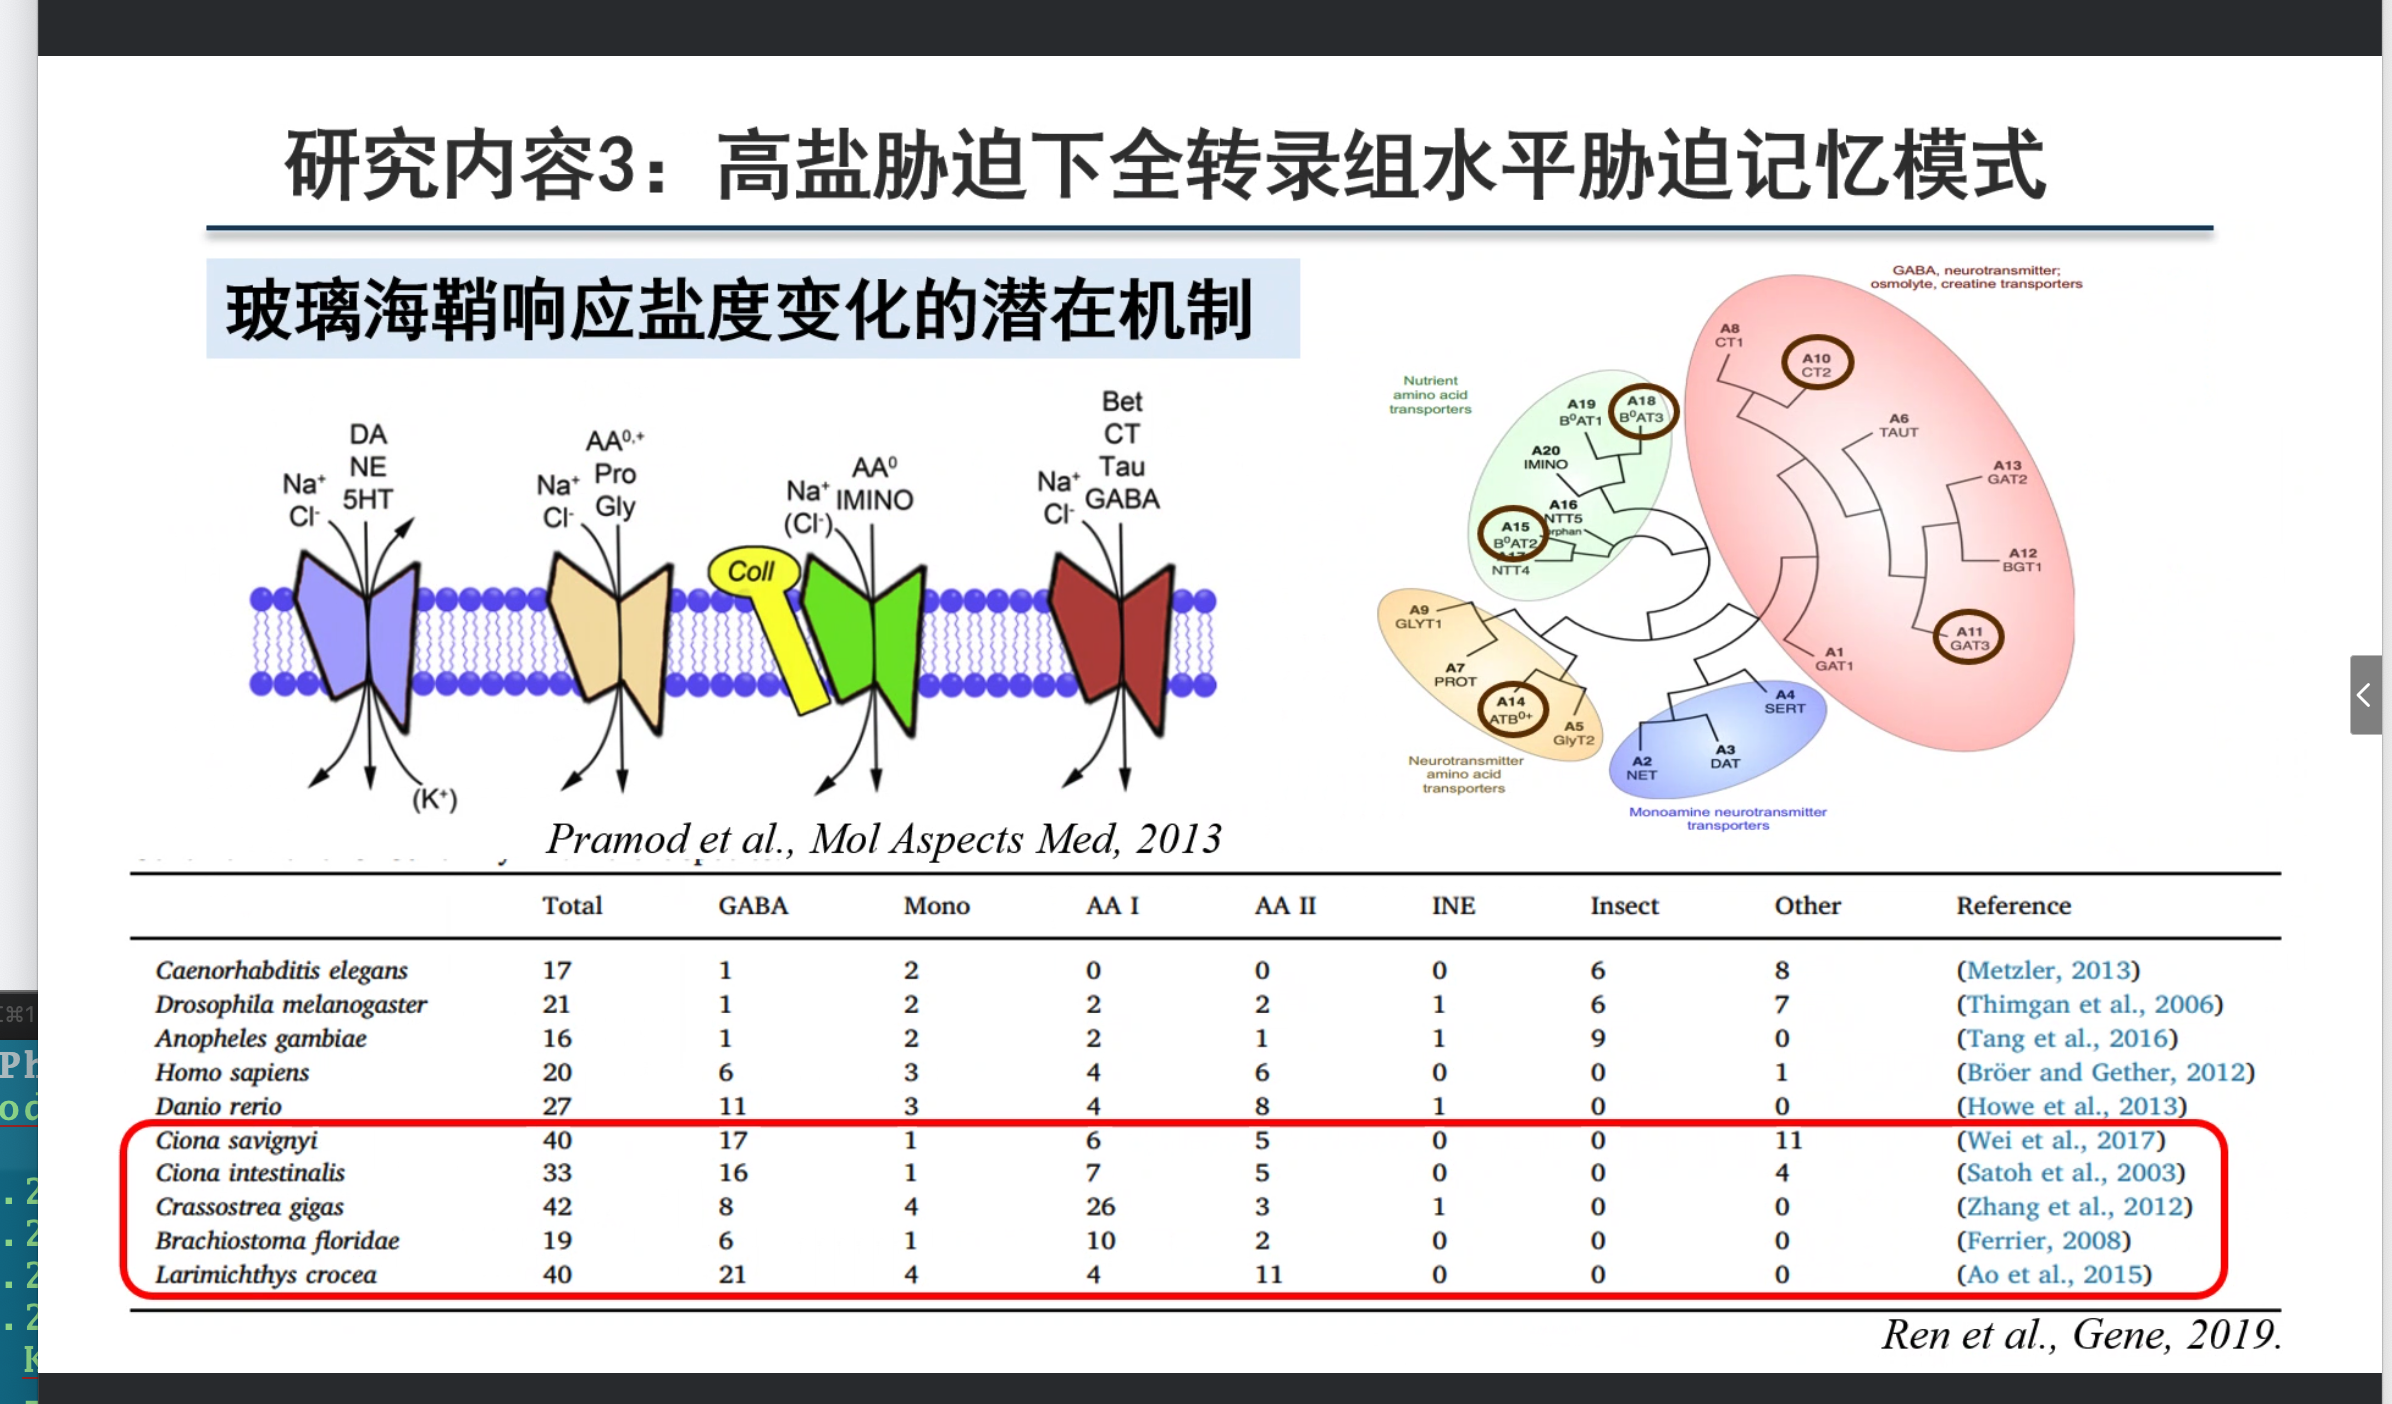 研究内容3：高盐胁迫下全转录组水平胁迫记忆模式
玻璃海鞘响应盐度变化的潜在机制
Na⁺
Cl⁻
DA
NE
5HT
(K⁺)
Na⁺
Cl⁻
AA⁰,⁺
Pro
Gly
Coll
Na⁺
(Cl⁻)
AA⁰
IMINO
Na⁺
Cl⁻
Bet
CT
Tau
GABA
Pramod et al., Mol Aspects Med, 2013
GABA, neurotransmitter;
osmolyte, creatine transporters
A8
CT1
A10
CT2
A6
TAUT
A13
GAT2
A12
BGT1
A11
GAT3
A1
GAT1
Nutrient
amino acid
transporters
A19
B⁰AT1
A18
B⁰AT3
A20
IMINO
A16
NTT5
orphan
A15
B⁰AT2
A17
NTT4
A9
GLYT1
A7
PROT
A14
ATB⁰⁺
A5
GlyT2
Neurotransmitter
amino acid
transporters
A4
SERT
A3
DAT
A2
NET
Monoamine neurotransmitter
transporters
Total GABA Mono AA I AA II INE Insect Other Reference
Caenorhabditis elegans 17 1 2 0 0 0 6 8 (Metzler, 2013)
Drosophila melanogaster 21 1 2 2 2 1 6 7 (Thimgan et al., 2006)
Anopheles gambiae 16 1 2 2 1 1 9 0 (Tang et al., 2016)
Homo sapiens 20 6 3 4 6 0 0 1 (Bröer and Gether, 2012)
Danio rerio 27 11 3 4 8 1 0 0 (Howe et al., 2013)
Ciona savignyi 40 17 1 6 5 0 0 11 (Wei et al., 2017)
Ciona intestinalis 33 16 1 7 5 0 0 4 (Satoh et al., 2003)
Crassostrea gigas 42 8 4 26 3 1 0 0 (Zhang et al., 2012)
Brachiostoma floridae 19 6 1 10 2 0 0 0 (Ferrier, 2008)
Larimichthys crocea 40 21 4 4 11 0 0 0 (Ao et al., 2015)
Ren et al., Gene, 2019.
⌘1
Ph
od
.2
.2
.2
.2
K